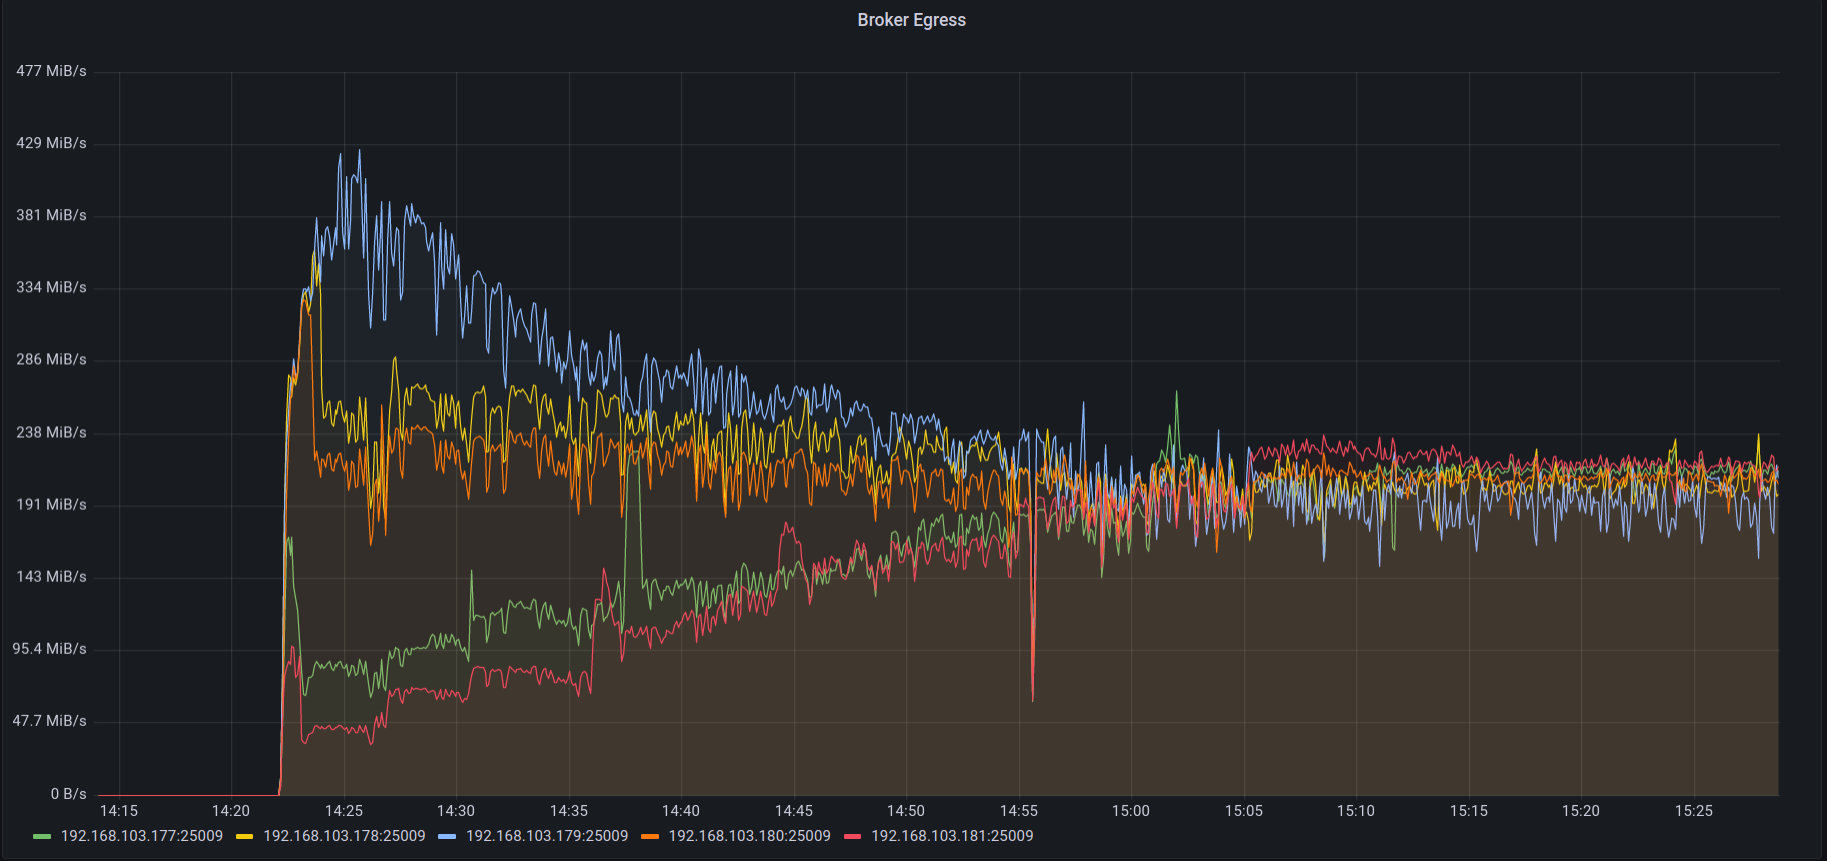 Broker Egress
477 MiB/s
429 MiB/s
381 MiB/s
334 MiB/s
286 MiB/s
238 MiB/s
191 MiB/s
143 MiB/s
95.4 MiB/s
47.7 MiB/s
0 B/s
14:15 14:20 14:25 14:30 14:35 14:40 14:45 14:50 14:55 15:00 15:05 15:10 15:15 15:20 15:25
192.168.103.177:25009 192.168.103.178:25009 192.168.103.179:25009 192.168.103.180:25009 192.168.103.181:25009